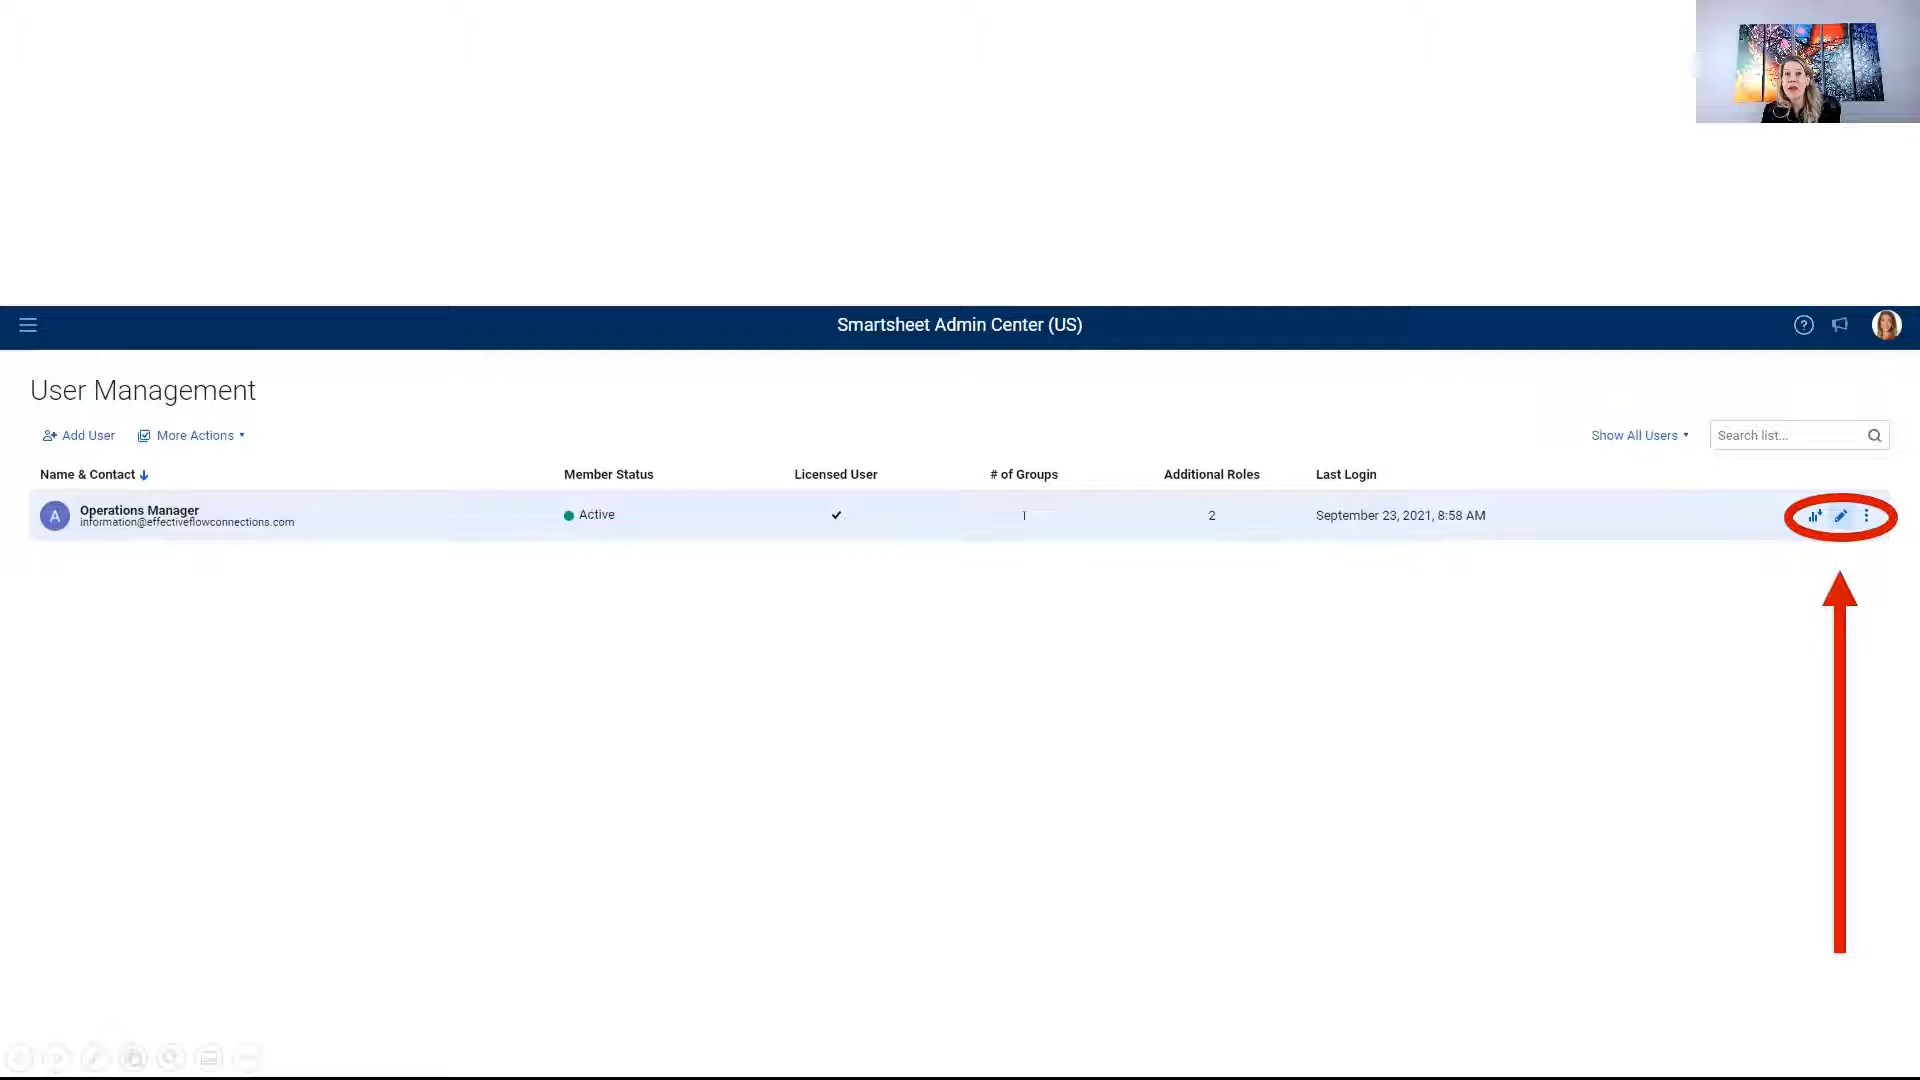 Smartsheet Admin Center (US)
User Management
Add User More Actions Show All Users Search list...
Name & Contact Member Status Licensed User # of Groups Additional Roles Last Login
A Operations Manager Active 1 2 September 23, 2021, 8:58 AM
information@effectiveflowconnections.com